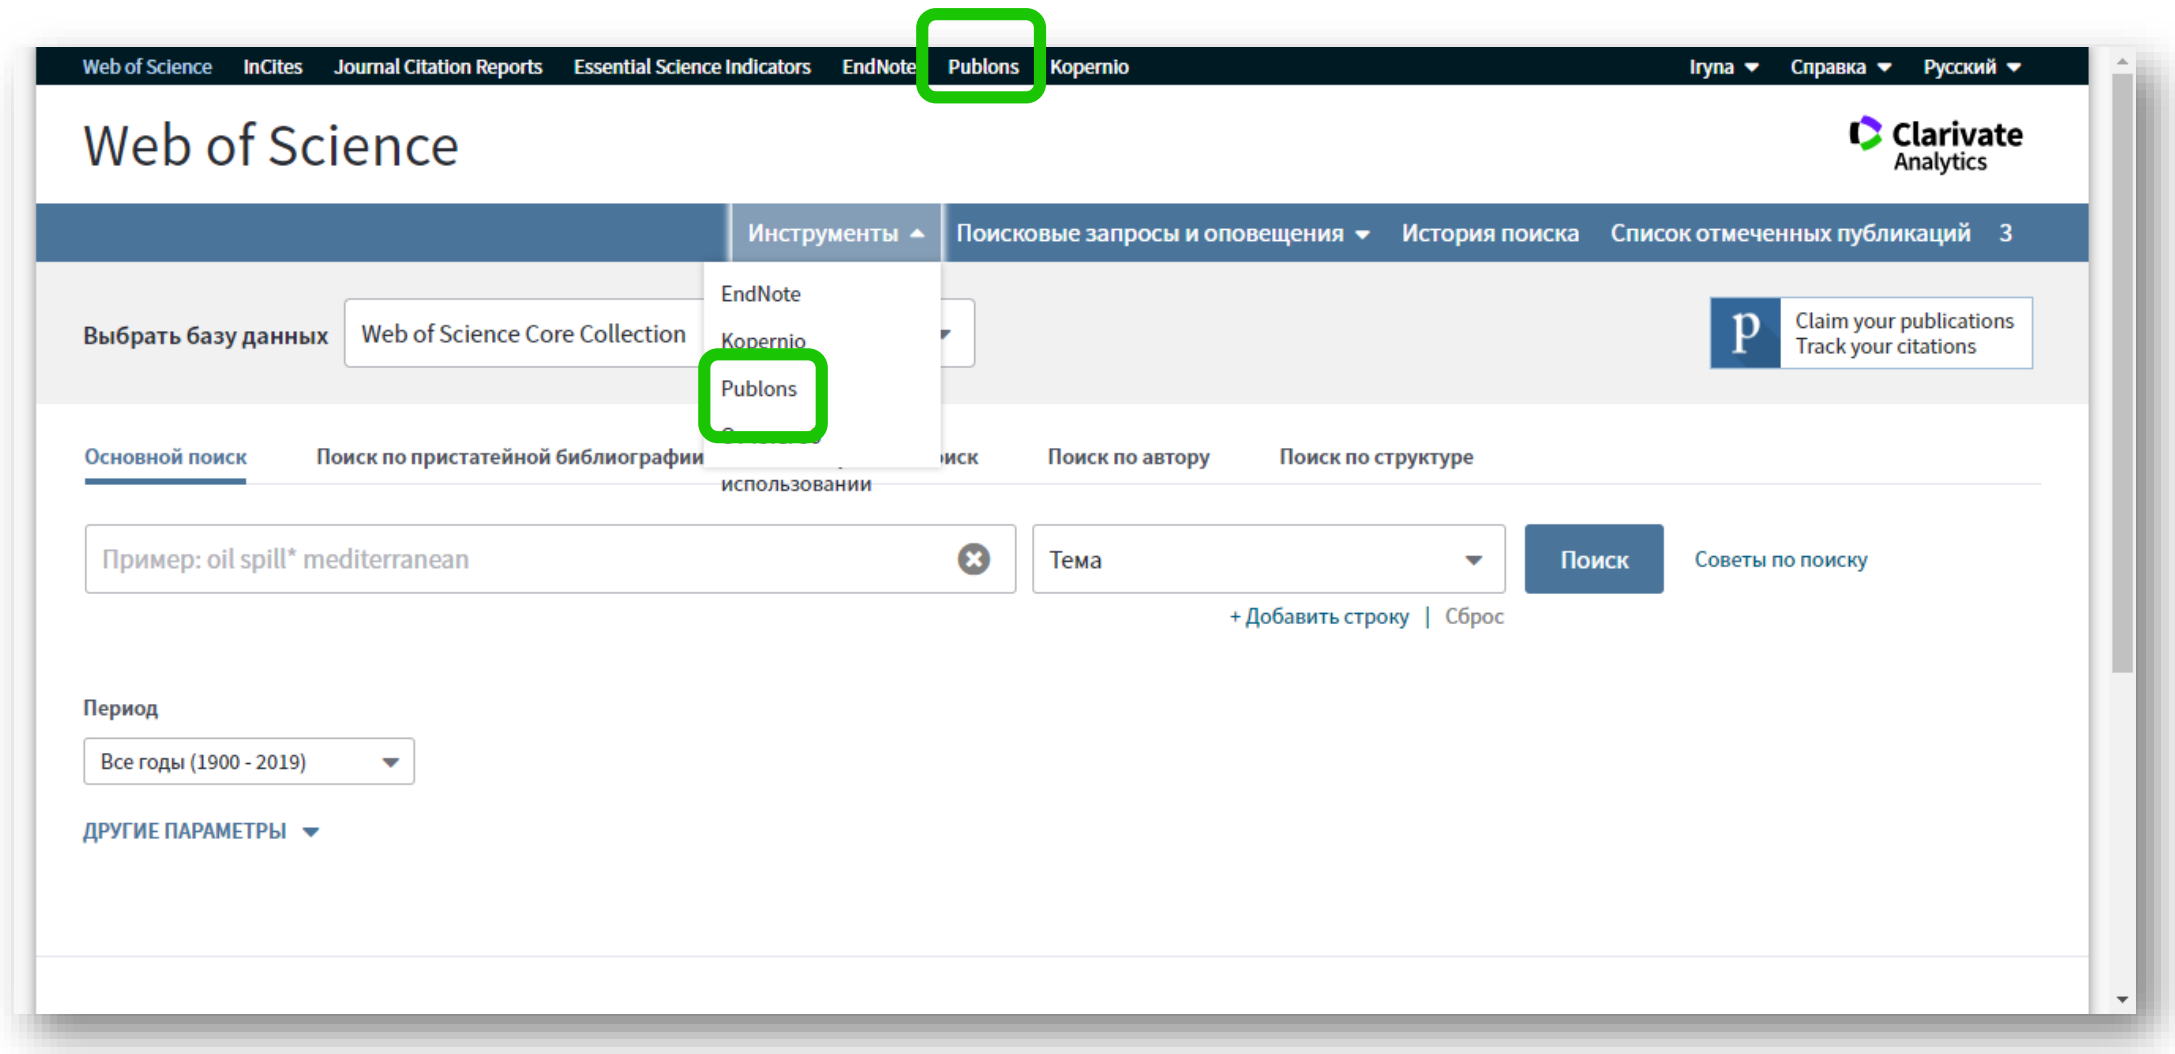 Web of Science InCites Journal Citation Reports Essential Science Indicators EndNote Publons Kopernio Iryna Справка Русский
Web of Science
Clarivate
Analytics
Инструменты Поисковые запросы и оповещения История поиска Список отмеченных публикаций 3
EndNote
Выбрать базу данных Web of Science Core Collection
Kopernio
Publons
Claim your publications
Track your citations
Основной поиск Поиск по пристатейной библиографии Поиск по автору Поиск по структуре
использовании
Пример: oil spill* mediterranean Тема Поиск Советы по поиску
+ Добавить строку | Сброс
Период
Все годы (1900 - 2019)
ДРУГИЕ ПАРАМЕТРЫ